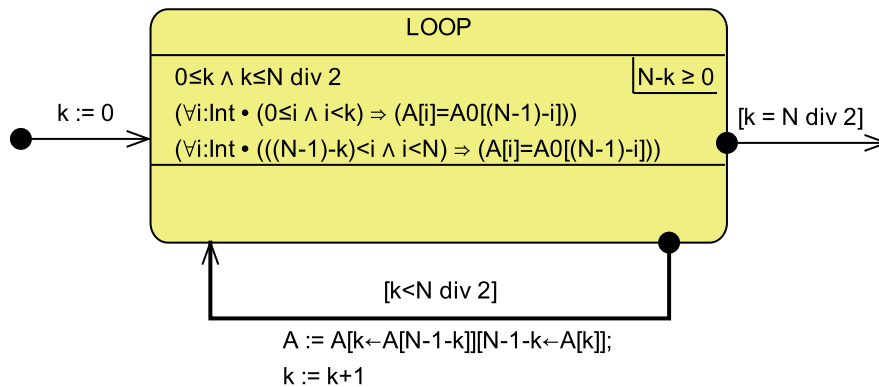 LOOP
0≤k ∧ k≤N div 2
N-k ≥ 0
(∀i:Int • (0≤i ∧ i<k) ⇒ (A[i]=A0[(N-1)-i]))
(∀i:Int • (((N-1)-k)<i ∧ i<N) ⇒ (A[i]=A0[(N-1)-i]))
k := 0
[k = N div 2]
[k<N div 2]
A := A[k←A[N-1-k]][N-1-k←A[k]];
k := k+1